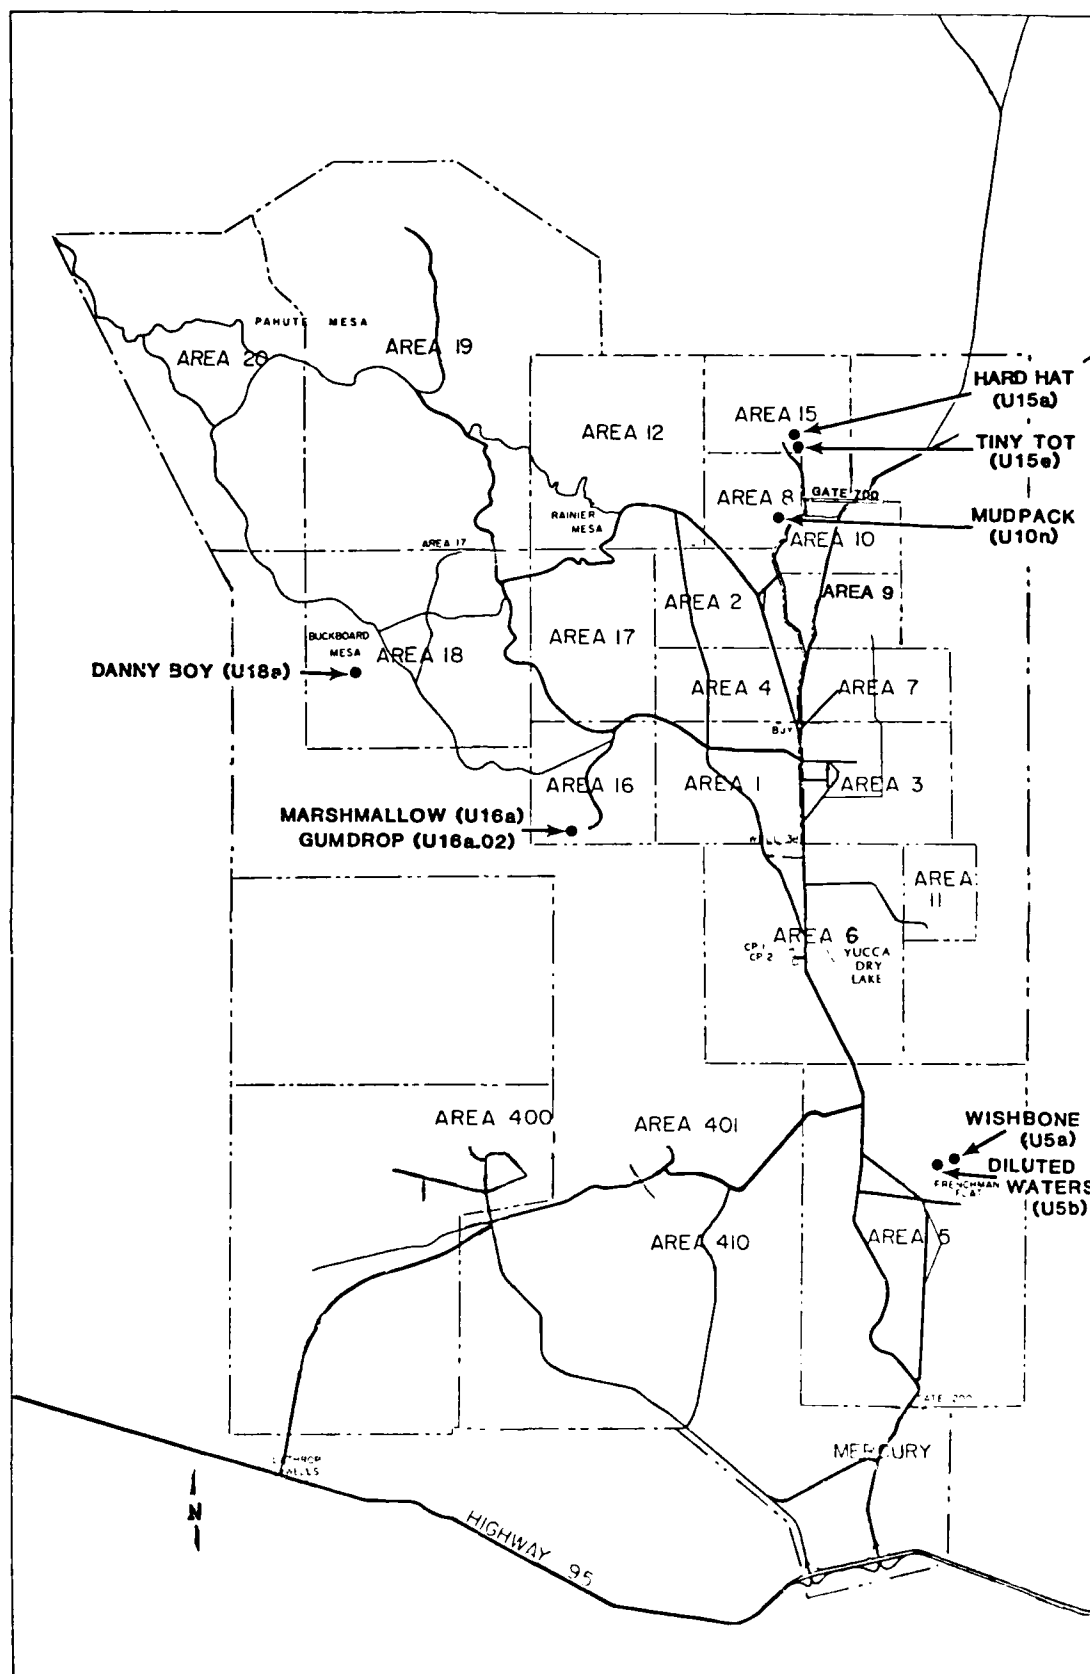 PAHUTE MESA
AREA 20
AREA 19
HARD HAT
(U15a)
AREA 15
AREA 12
TINY TOT
(U15e)
AREA 8
GATE 700
RAINIER
MESA
MUDPACK
(U10n)
AREA 10
AREA 17
AREA 2
AREA 9
BUCKBOARD
MESA
AREA 17
AREA 18
DANNY BOY (U18a)
AREA 4
AREA 7
BJY
AREA 16
AREA 1
AREA 3
MARSHMALLOW (U16a)
GUMDROP (U16a.02)
WELL
AREA
11
AREA 6
CP 1
CP 2
YUCCA
DRY
LAKE
AREA 400
AREA 401
WISHBONE
(U5a)
DILUTED
WATERS
(U5b)
FRENCHMAN
FLAT
AREA 410
AREA 5
MERCURY
N
HIGHWAY 95